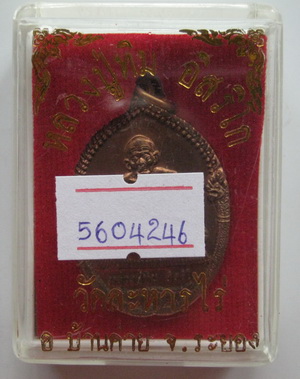 หลวงปู่ทิม อิสริโก
5604246
วัดละหารไร่
อ.บ้านค่าย จ.ระยอง